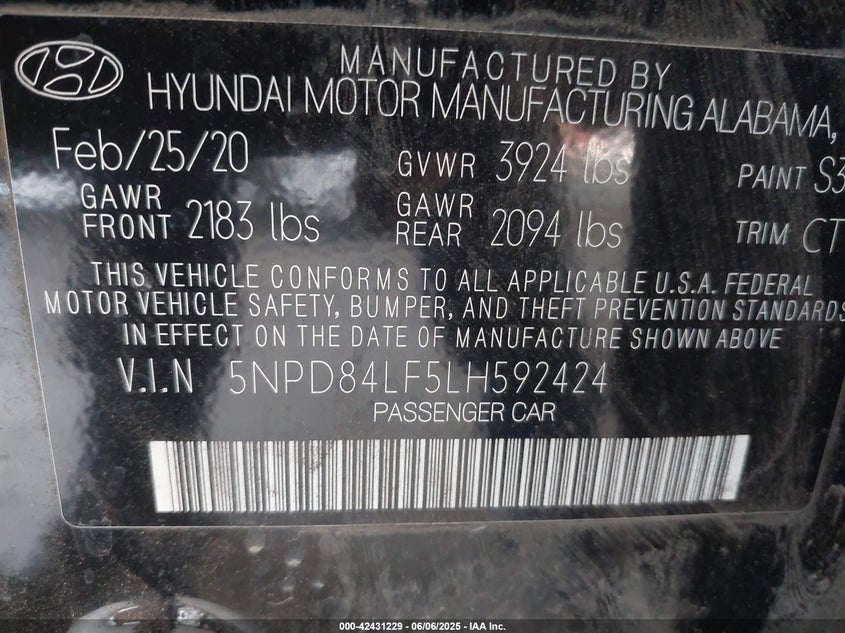 MANUFACTURED BY
HYUNDAI MOTOR MANUFACTURING ALABAMA,
Feb/25/20 GVWR 3924 lbs PAINT S3
GAWR FRONT 2183 lbs GAWR REAR 2094 lbs TRIM CT
THIS VEHICLE CONFORMS TO ALL APPLICABLE U.S.A. FEDERAL
MOTOR VEHICLE SAFETY, BUMPER, AND THEFT PREVENTION STANDARDS
IN EFFECT ON THE DATE OF MANUFACTURE SHOWN ABOVE
V.I.N 5NPD84LF5LH592424
PASSENGER CAR
000-42431229 - 06/06/2025 - IAA Inc.